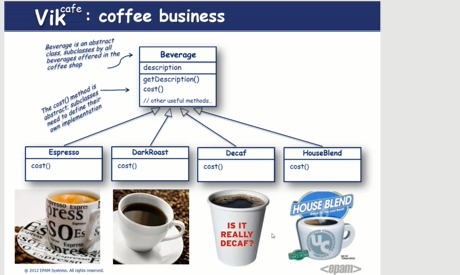 Vik cafe : coffee business
Beverage is an abstract
class, subclasses by all
beverages offered in the
coffee shop
Beverage
description
getDescription()
cost()
// other useful methods..
The cost() method is
abstract; subclasses
need to define their
own implementation
Espresso
cost()
DarkRoast
cost()
Decaf
cost()
HouseBlend
cost()
IS IT
REALLY
DECAF?
HOUSE BLEND
UC
© 2012 EPAM Systems. All rights reserved.
<epam>